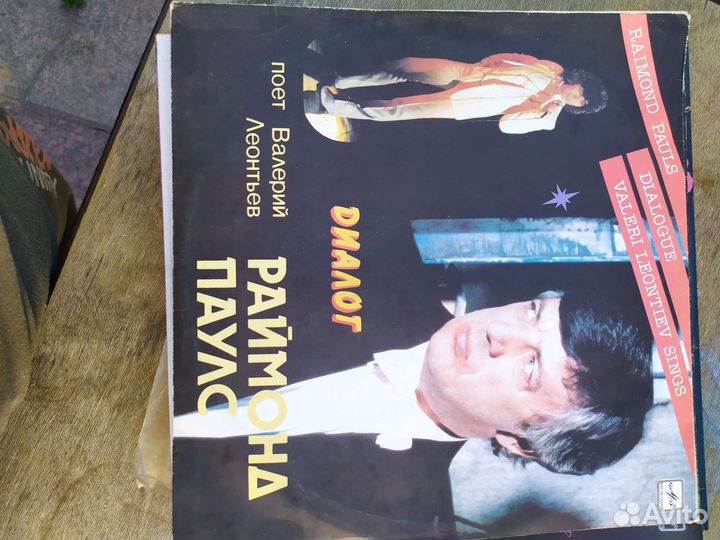 RAIMOND PAULS
DIALOGUE
VALERI LEONTIEV SINGS
ДИАЛОГ
поет Валерий
Леонтьев
РАЙМОНД
ПАУЛС
Avito